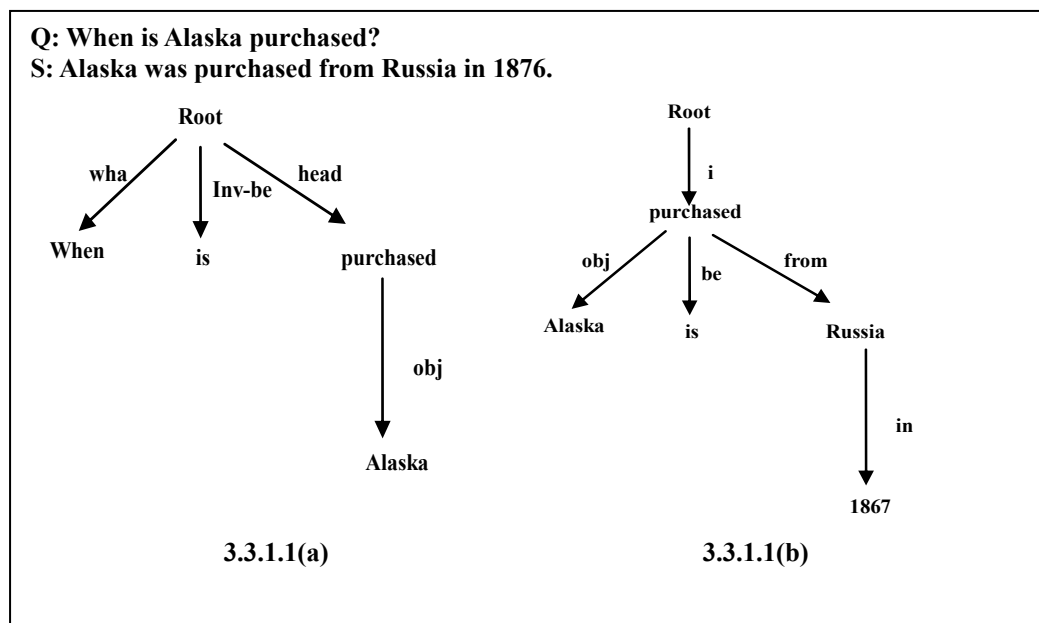 Q: When is Alaska purchased?
S: Alaska was purchased from Russia in 1876.
Root
wha
Inv-be
head
When
is
purchased
obj
Alaska
3.3.1.1(a)
Root
i
purchased
obj
be
from
Alaska
is
Russia
in
1867
3.3.1.1(b)